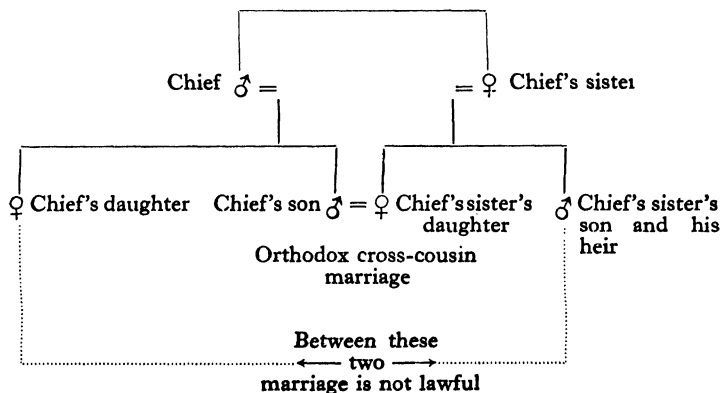 Chief ♂ = = ♀ Chief's sister
♀ Chief's daughter Chief's son ♂ = ♀ Chief's sister's ♂ Chief's sister's
daughter son and his
heir
Orthodox cross-cousin
marriage
Between these
two
marriage is not lawful